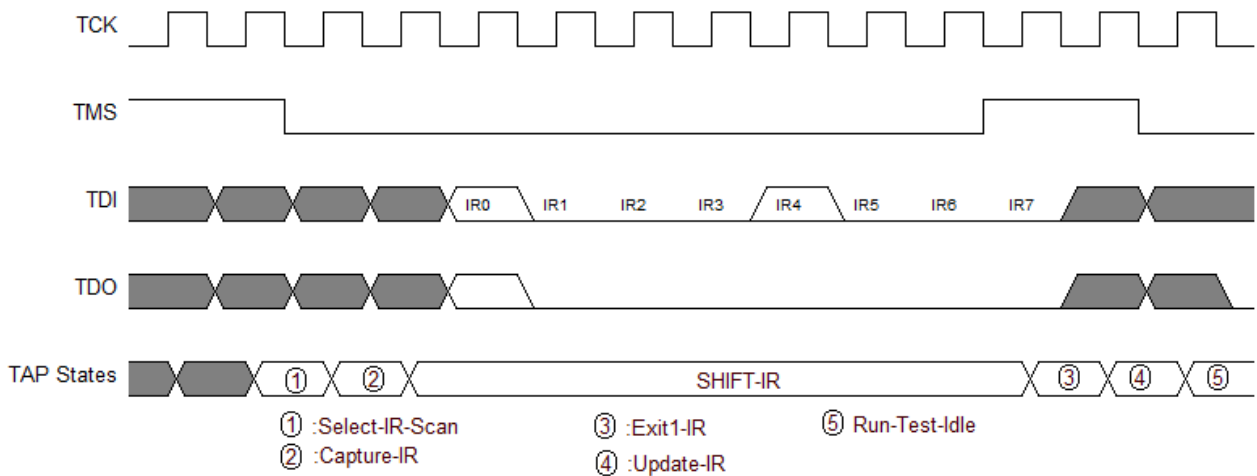 TCK
TMS
TDI IR0 IR1 IR2 IR3 IR4 IR5 IR6 IR7
TDO
TAP States 1 2 SHIFT-IR 3 4 5
1 :Select-IR-Scan 3 :Exit1-IR 5 Run-Test-Idle
2 :Capture-IR 4 :Update-IR